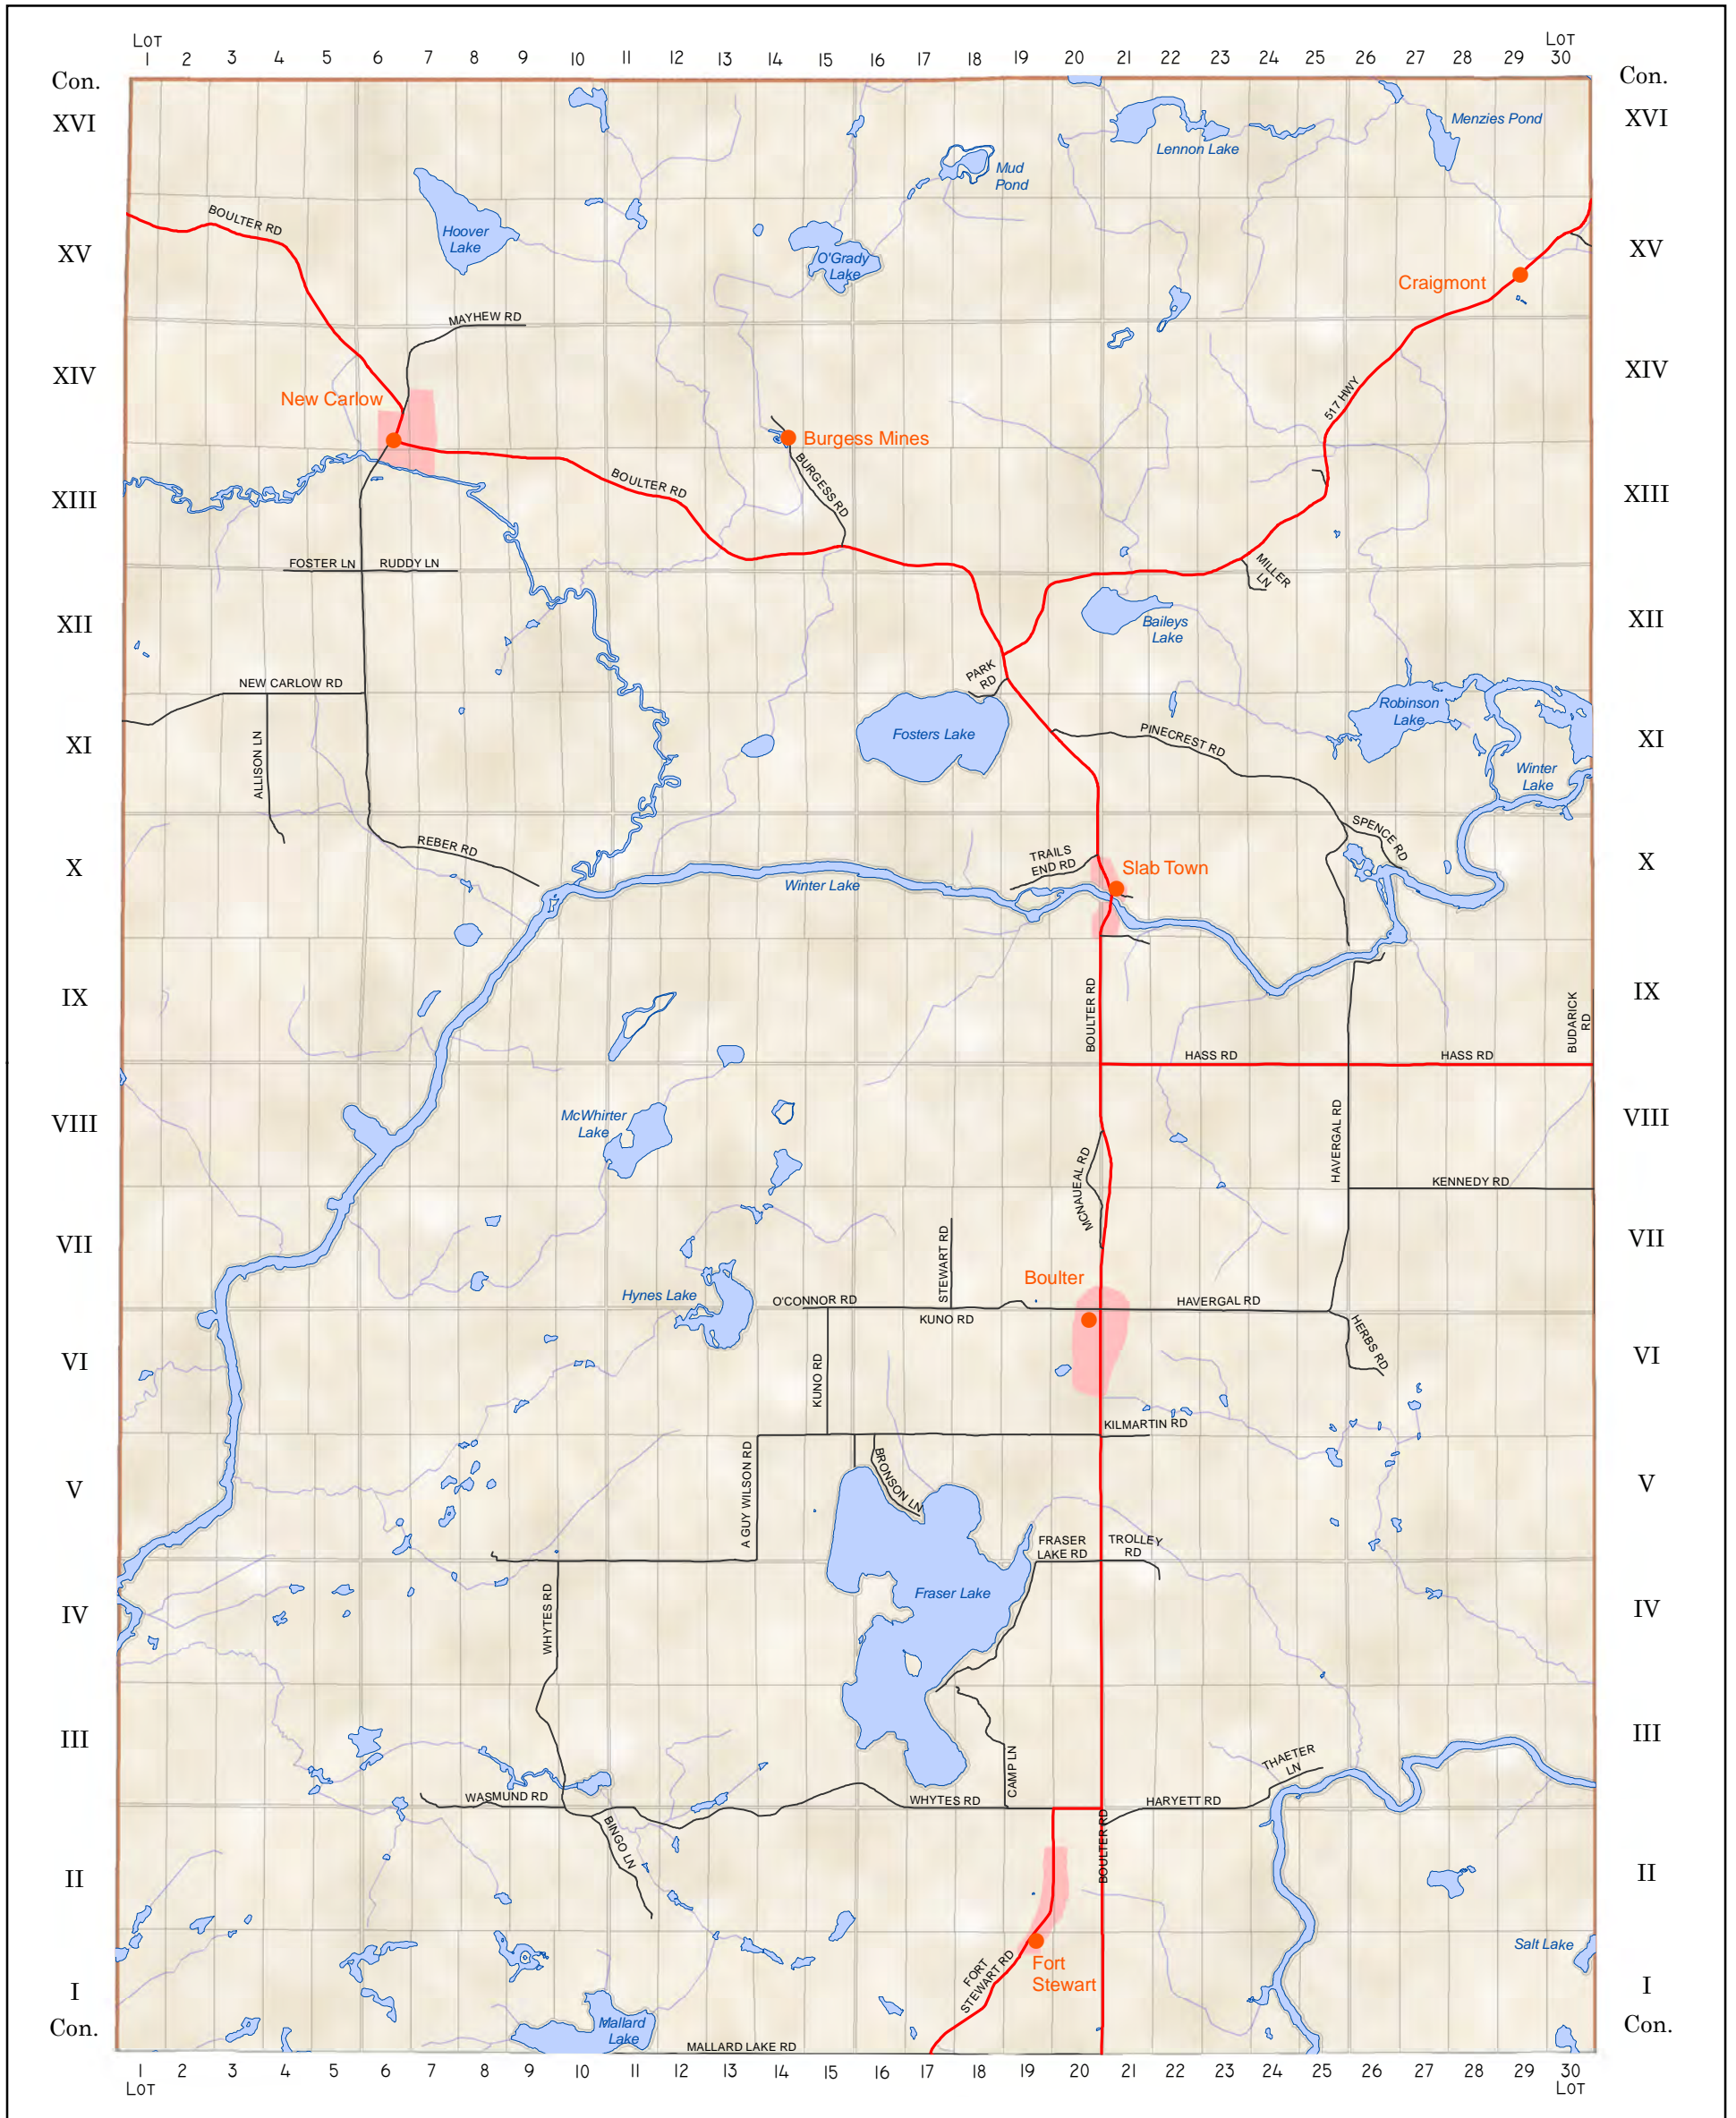 LOT
LOT
1 2 3 4 5 6 7 8 9 10 11 12 13 14 15 16 17 18 19 20 21 22 23 24 25 26 27 28 29 30
Con.
Con.
XVI
XVI
Menzies Pond
Lennon Lake
Mud
Pond
BOULTER RD
Hoover
Lake
XV
XV
O'Grady
Lake
Craigmont
MAYHEW RD
XIV
XIV
New Carlow
517 HWY
Burgess Mines
BURGESS RD
BOULTER RD
XIII
XIII
FOSTER LN
RUDDY LN
MILLER
LN
XII
XII
Baileys
Lake
PARK
RD
NEW CARLOW RD
Robinson
Lake
Fosters Lake
PINECREST RD
XI
XI
ALLISON LN
Winter
Lake
REBER RD
SPENCE RD
TRAILS
END RD
Slab Town
X
X
Winter Lake
IX
IX
BOULTER RD
BUDARICK
RD
HASS RD
HASS RD
McWhirter
Lake
VIII
VIII
HAVERGAL RD
MCNAUEAL RD
KENNEDY RD
VII
VII
STEWART RD
Boulter
Hynes Lake
O'CONNOR RD
HAVERGAL RD
KUNO RD
HERBS RD
VI
VI
KUNO RD
KILMARTIN RD
A GUY WILSON RD
BRONSON LN
V
V
FRASER
LAKE RD
TROLLEY
RD
Fraser Lake
WHYTES RD
IV
IV
III
III
CAMP LN
THAETER
LN
WASMUND RD
WHYTES RD
HARYETT RD
BINGO LN
BOULTER RD
II
II
Salt Lake
FORT
STEWART RD
Fort
Stewart
I
I
Mallard
Lake
Con.
Con.
MALLARD LAKE RD
1 2 3 4 5 6 7 8 9 10 11 12 13 14 15 16 17 18 19 20 21 22 23 24 25 26 27 28 29 30
LOT
LOT